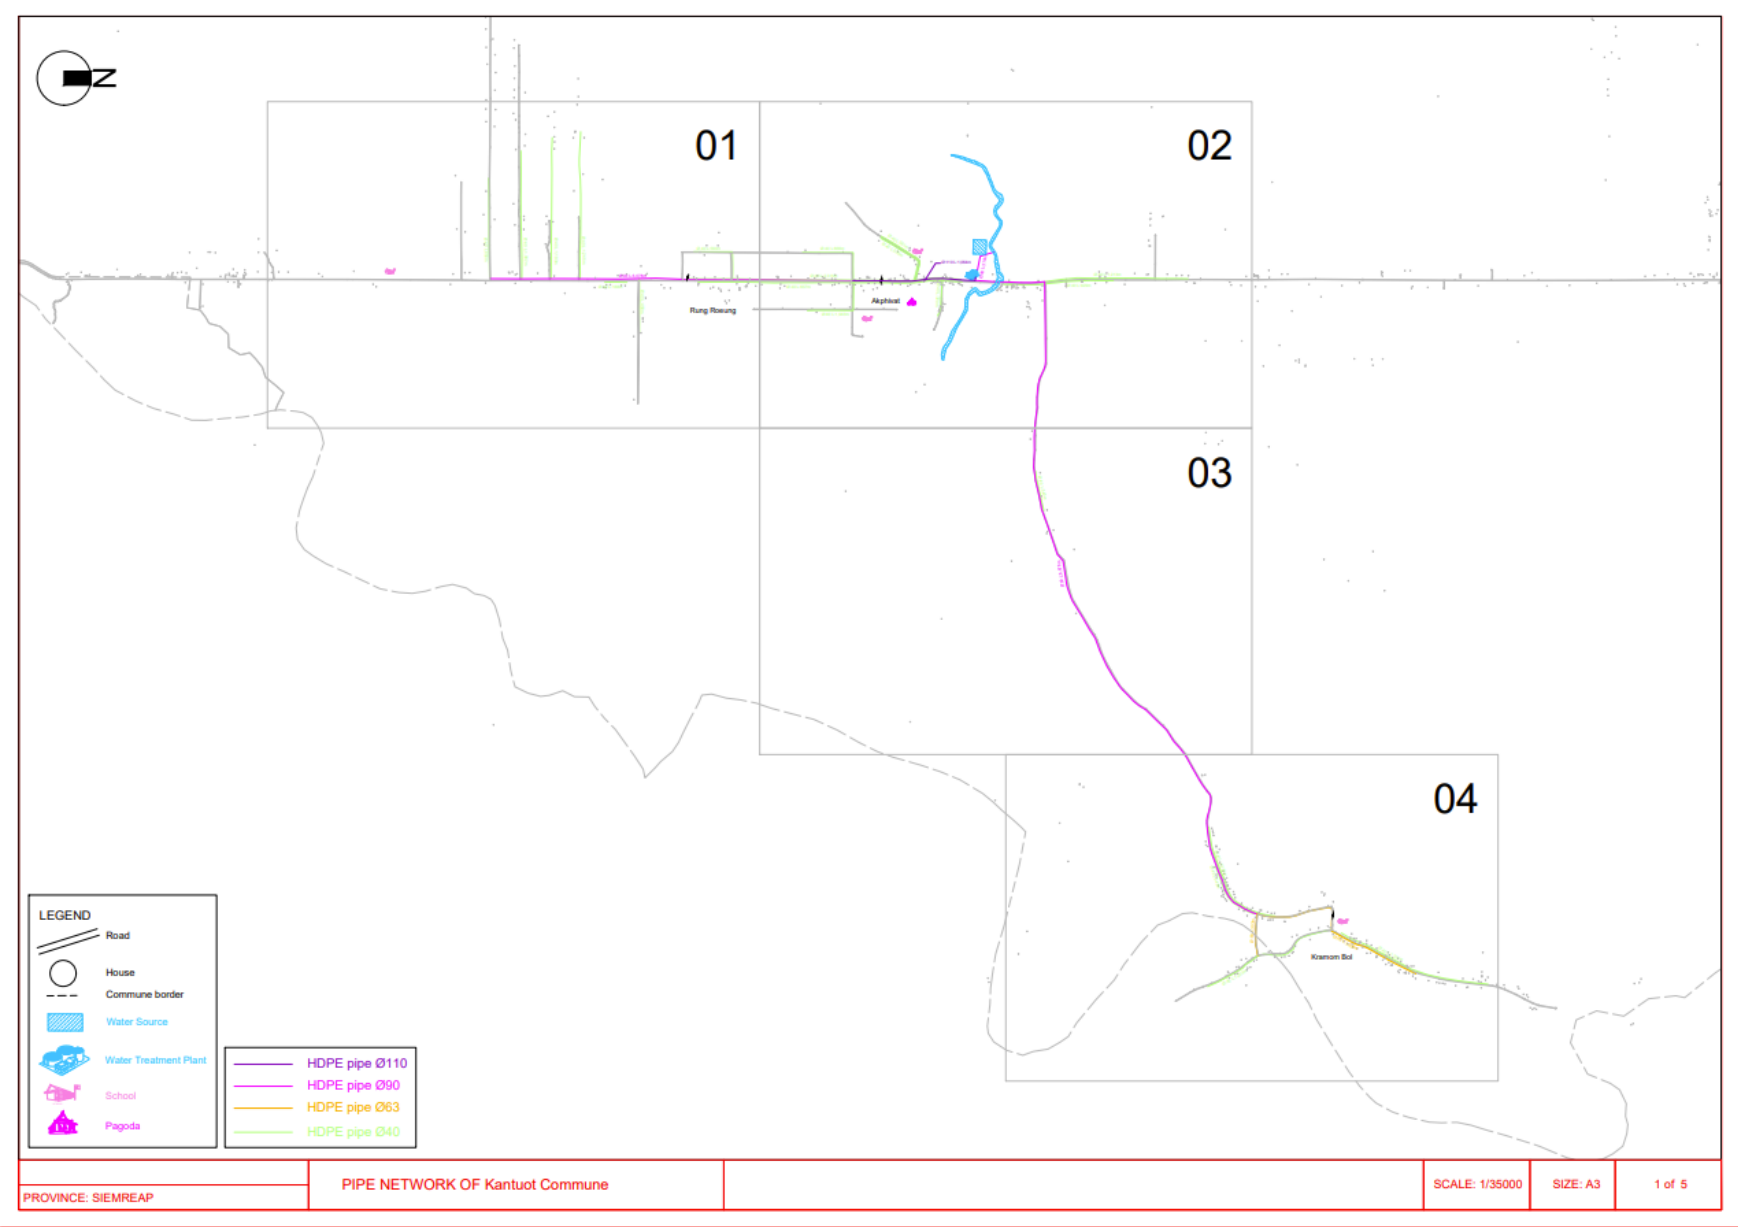 N
01
02
Rung Roeung
Akphivat
03
04
Kramom Bol
LEGEND
Road
House
Commune border
Water Source
Water Treatment Plant
School
Pagoda
HDPE pipe Ø110
HDPE pipe Ø90
HDPE pipe Ø63
HDPE pipe Ø40
PROVINCE: SIEMREAP
PIPE NETWORK OF Kantuot Commune
SCALE: 1/35000
SIZE: A3
1 of 5